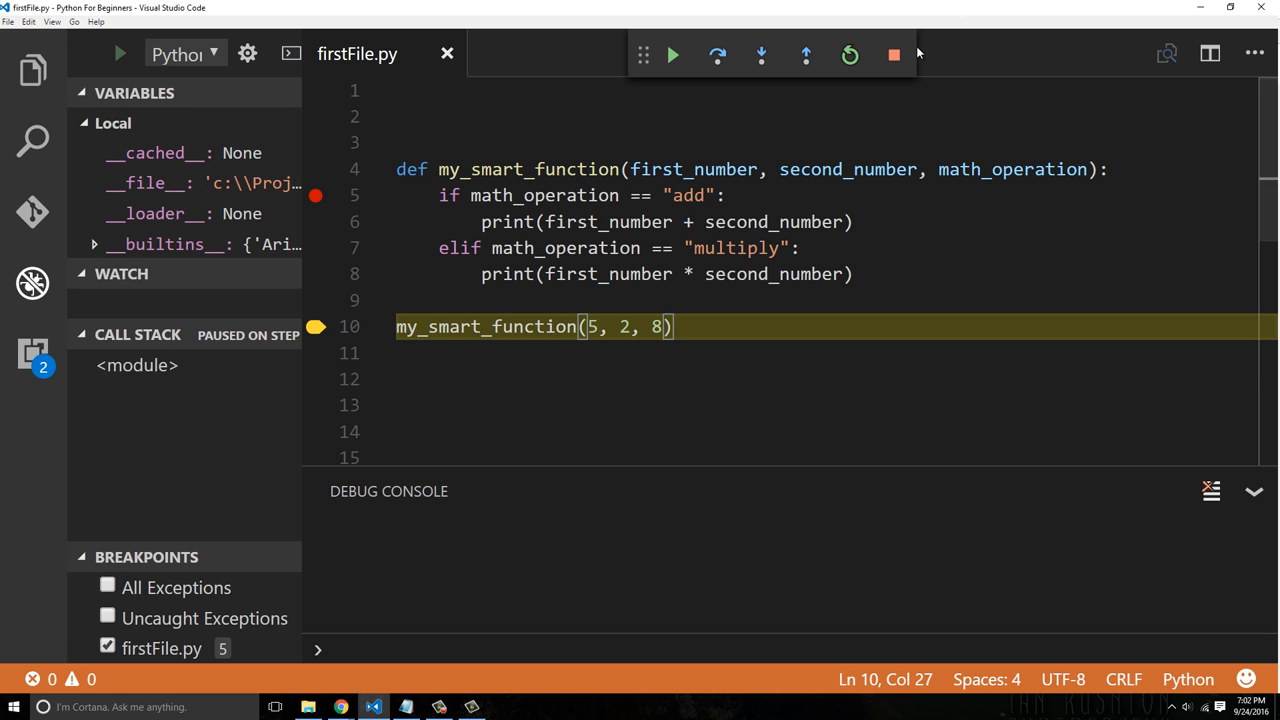 firstFile.py - Python For Beginners - Visual Studio Code
File Edit View Go Help
Pythor
firstFile.py
VARIABLES
Local
__cached__: None
__file__: 'c:\\Proj…
__loader__: None
__builtins__: {'Ari…
WATCH
CALL STACK PAUSED ON STEP
<module>
BREAKPOINTS
All Exceptions
Uncaught Exceptions
firstFile.py 5
2
1
2
3
4 def my_smart_function(first_number, second_number, math_operation):
5 if math_operation == "add":
6 print(first_number + second_number)
7 elif math_operation == "multiply":
8 print(first_number * second_number)
9
10 my_smart_function(5, 2, 8)
11
12
13
14
15
DEBUG CONSOLE
0 0
Ln 10, Col 27 Spaces: 4 UTF-8 CRLF Python
I'm Cortana. Ask me anything.
7:02 PM
9/24/2016